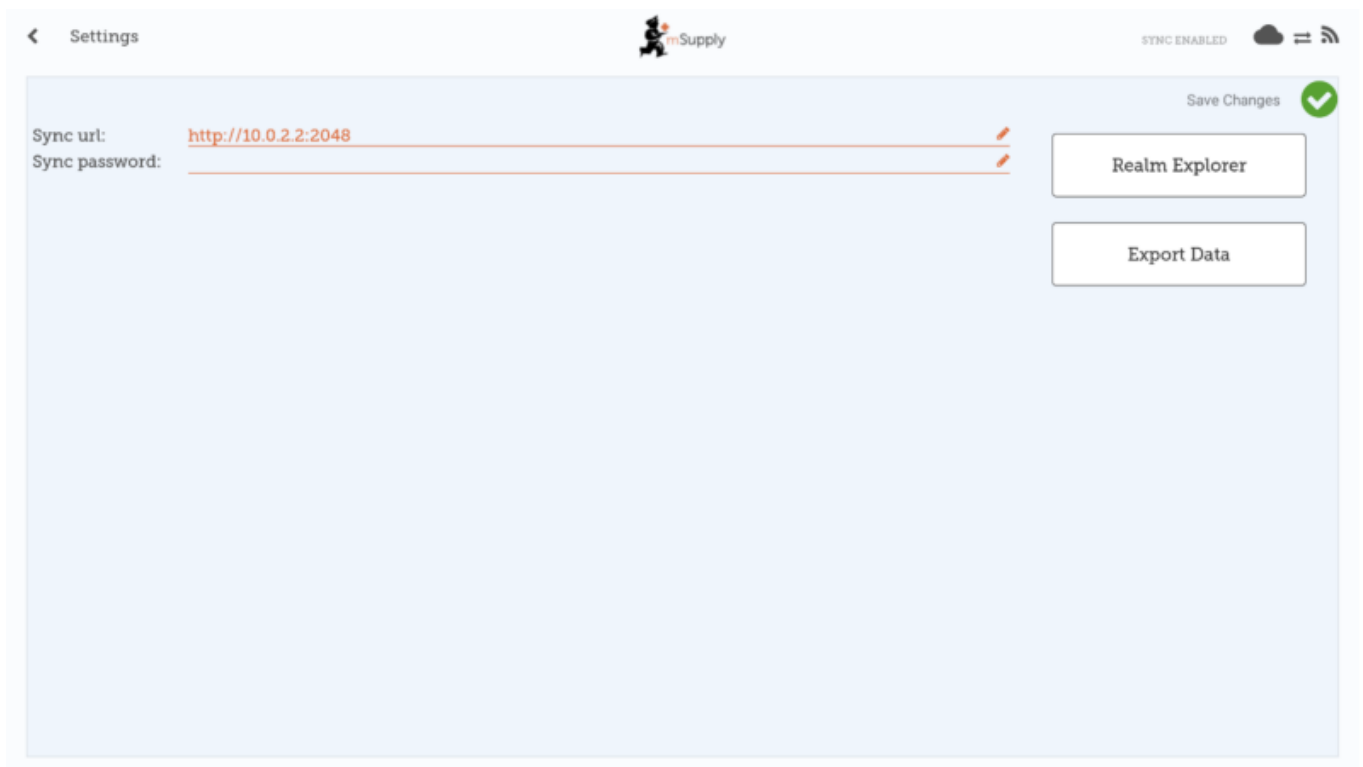 Settings
mSupply
SYNC ENABLED
Save Changes
Sync url: http://10.0.2.2:2048
Sync password:
Realm Explorer
Export Data